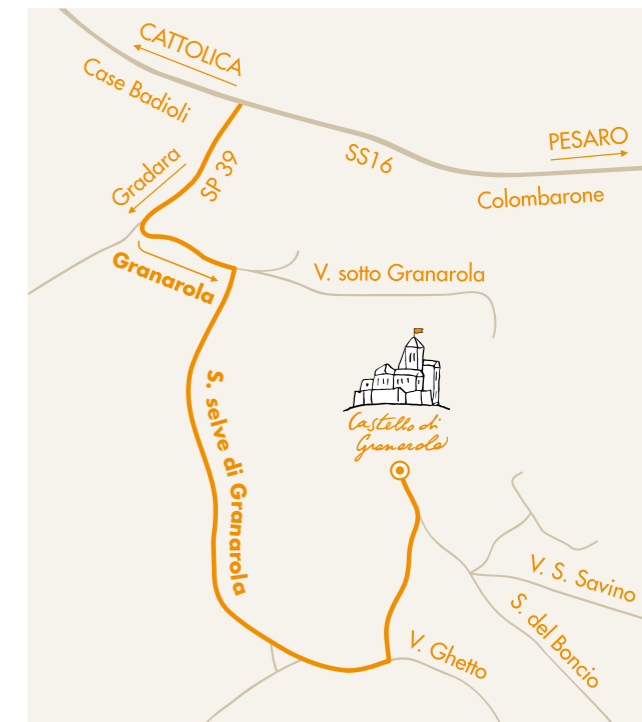 CATTOLICA
Case Badioli
PESARO
SS16
Colombarone
Gradara
SP 39
Granarola
V. sotto Granarola
S. selve di Granarola
Castello di
Granarola
V. S. Savino
S. del Boncio
V. Ghetto